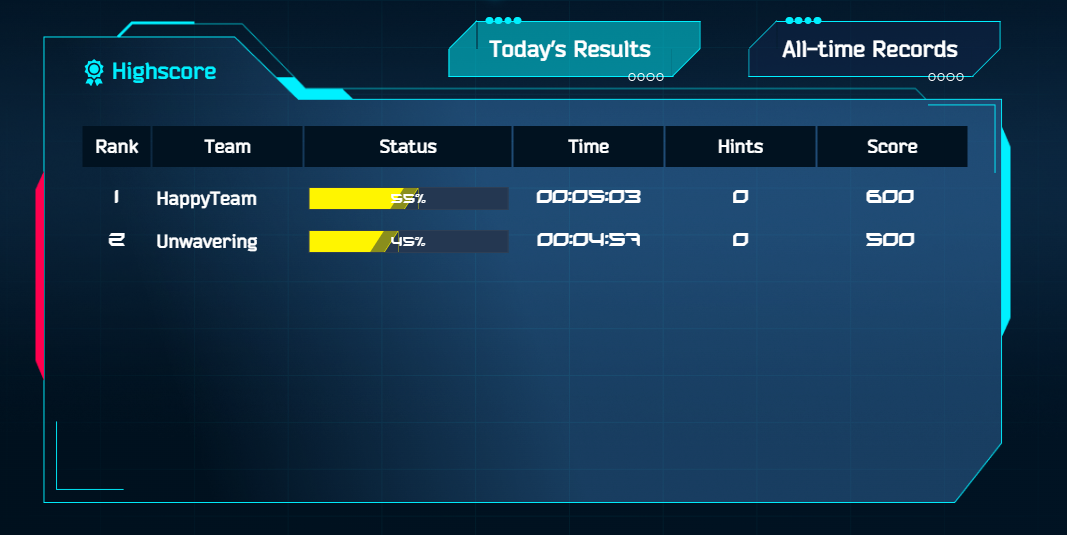 Today's Results
All-time Records
Highscore
Rank Team Status Time Hints Score
1 HappyTeam 55% 00:05:03 0 600
2 Unwavering 45% 00:04:57 0 500